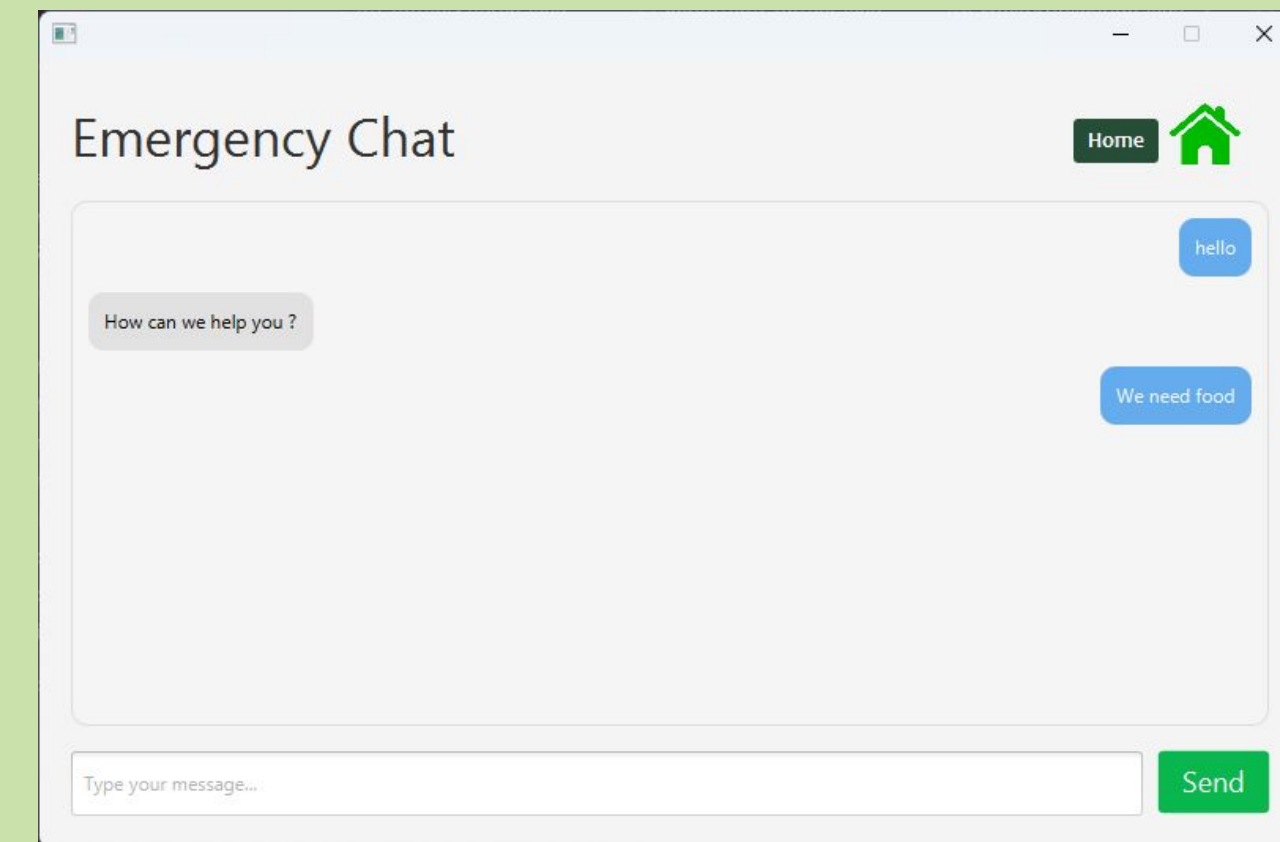 Emergency Chat
Home
hello
How can we help you ?
We need food
Type your message...
Send